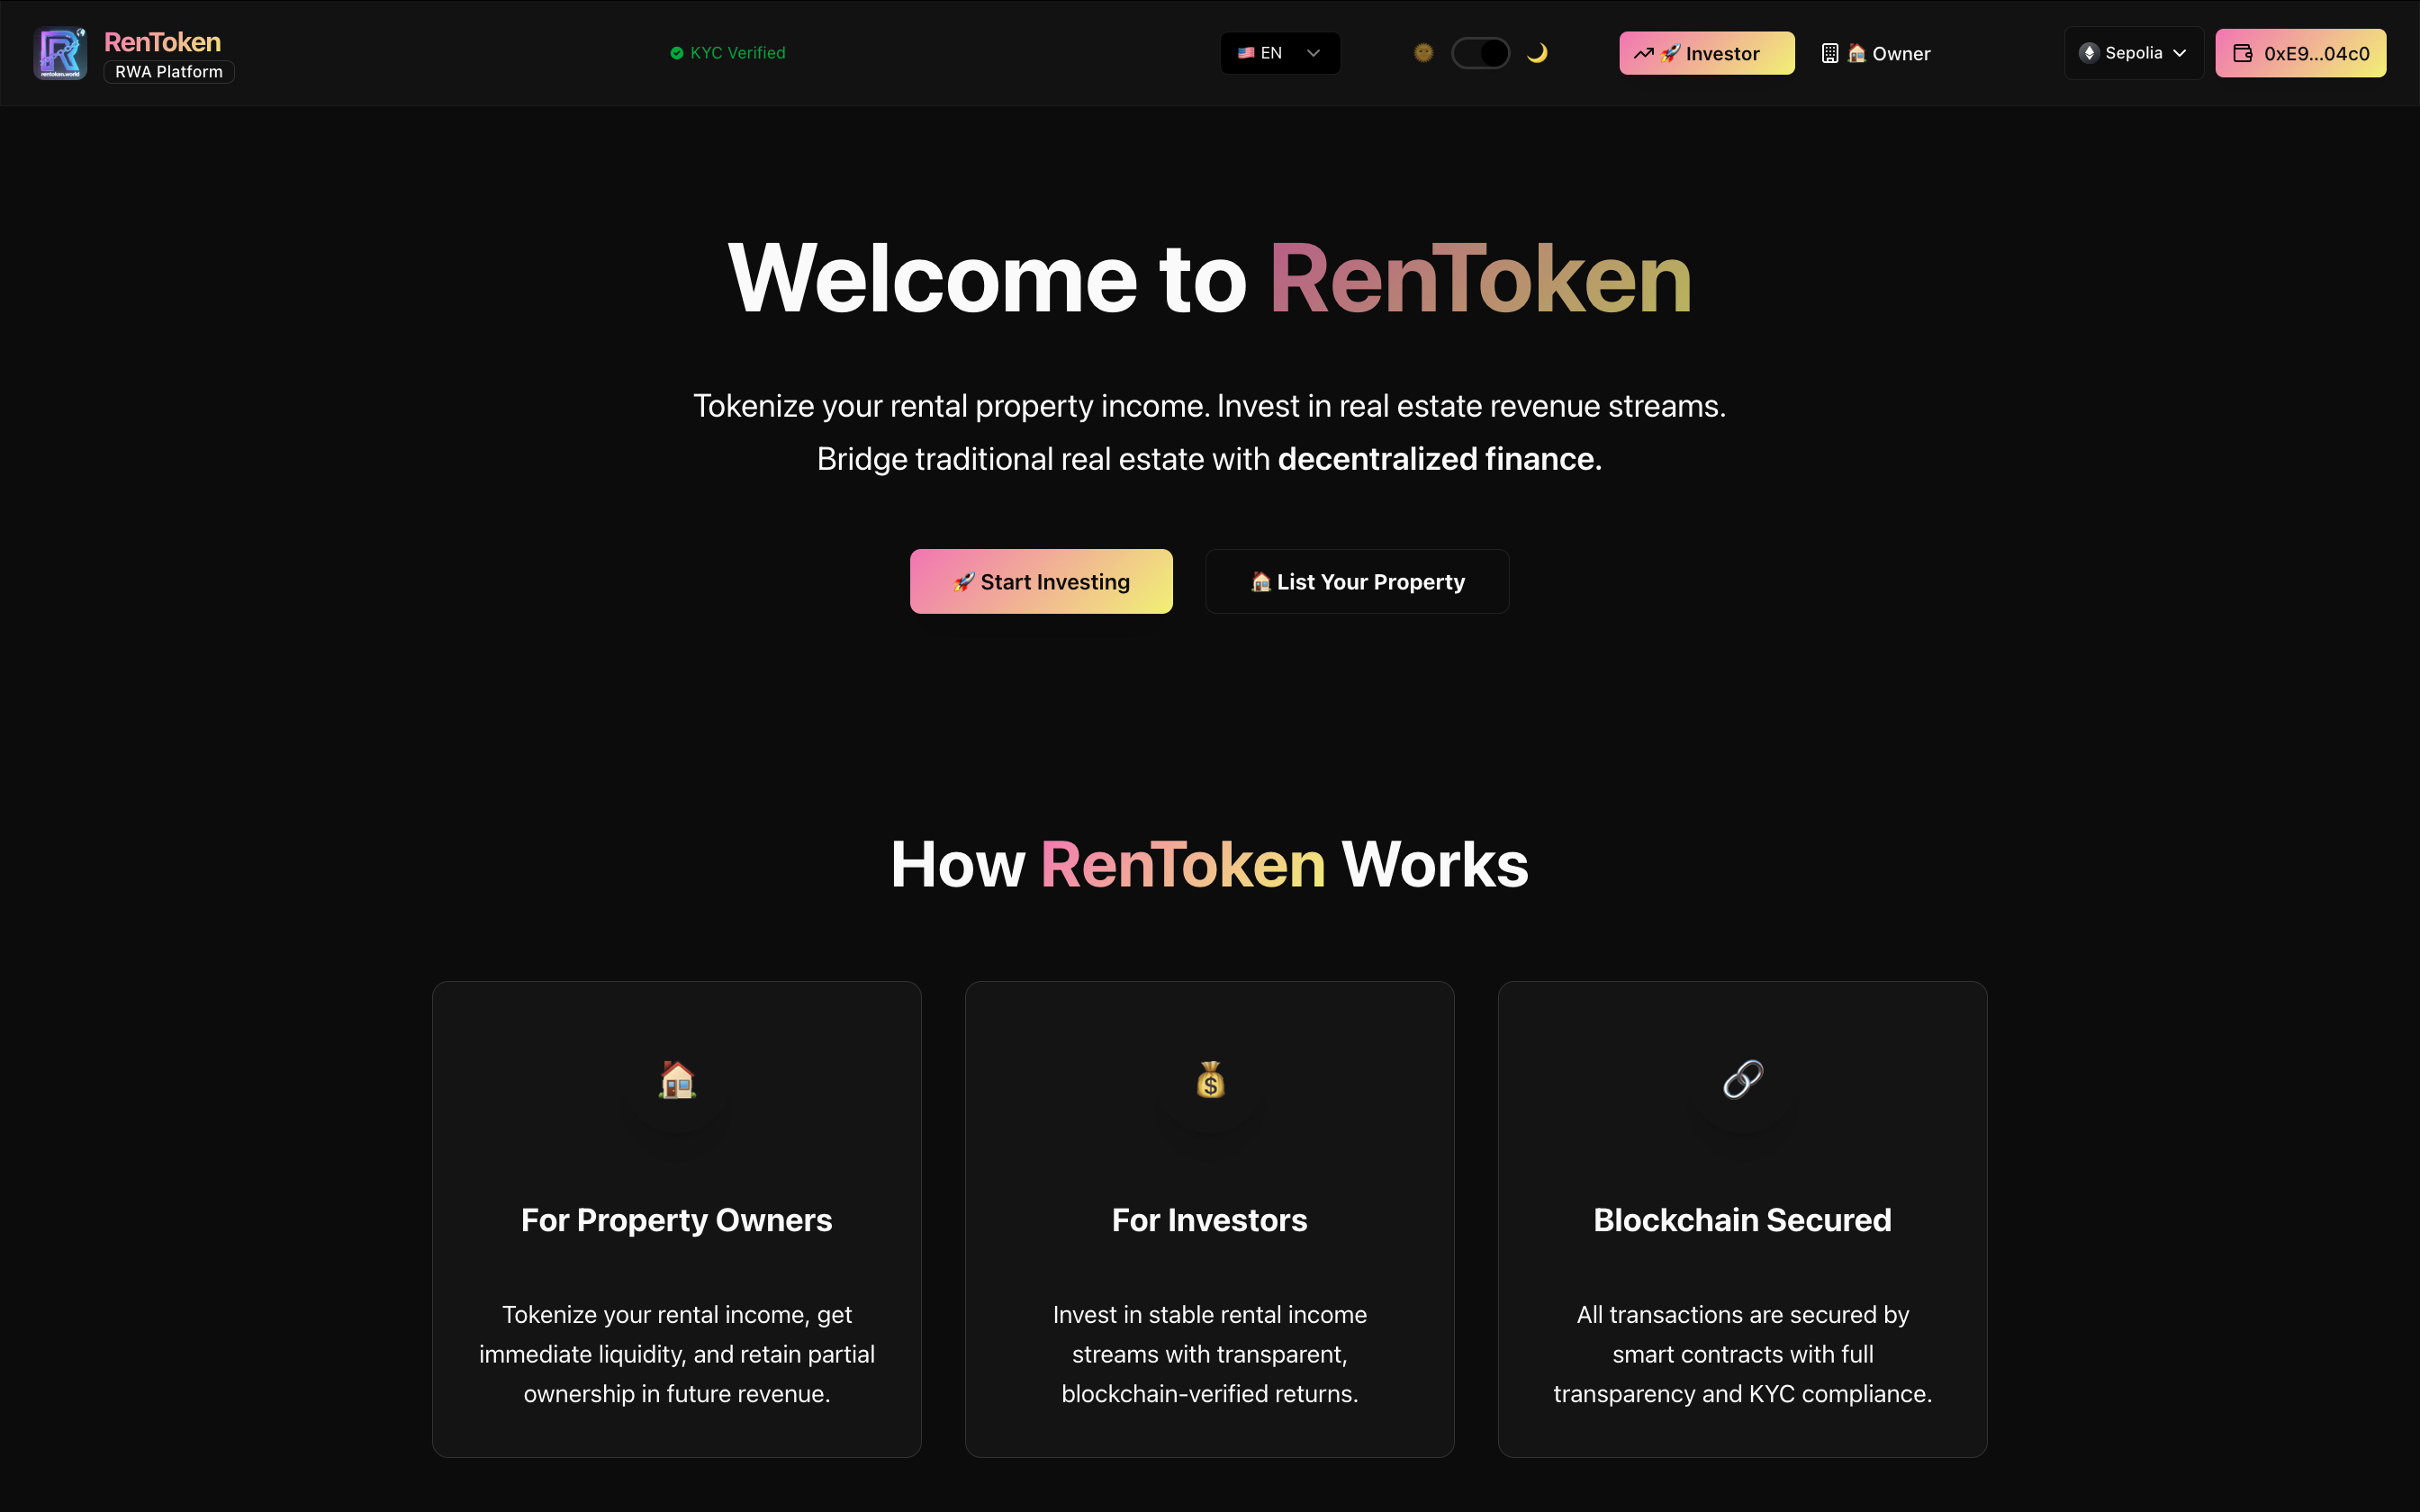 rentoken.world
RenToken
RWA Platform
KYC Verified
EN
Investor
Owner
Sepolia
0xE9...04c0
Welcome to RenToken
Tokenize your rental property income. Invest in real estate revenue streams.
Bridge traditional real estate with decentralized finance.
Start Investing
List Your Property
How RenToken Works
For Property Owners
Tokenize your rental income, get
immediate liquidity, and retain partial
ownership in future revenue.
For Investors
Invest in stable rental income
streams with transparent,
blockchain-verified returns.
Blockchain Secured
All transactions are secured by
smart contracts with full
transparency and KYC compliance.